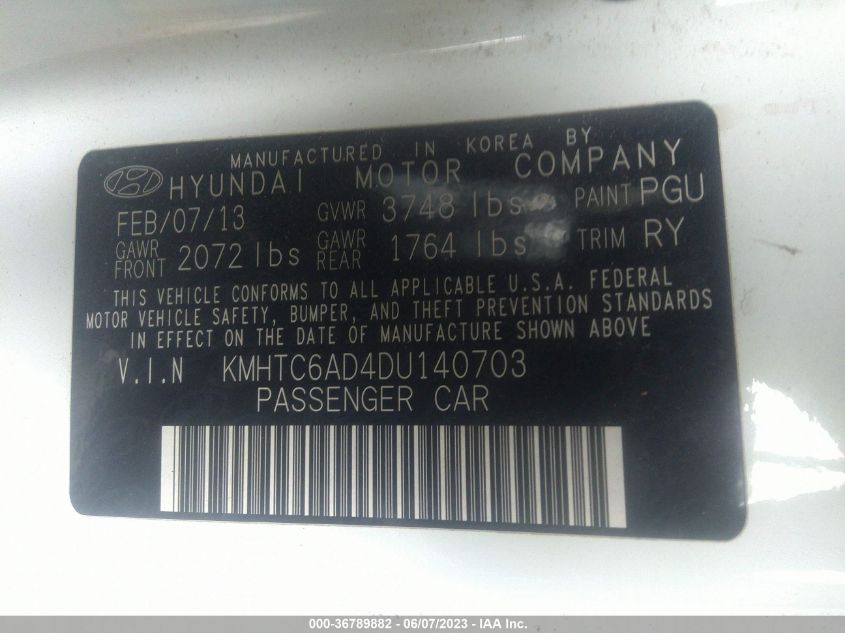 MANUFACTURED IN KOREA BY
HYUNDAI MOTOR COMPANY
FEB/07/13 GVWR 3748 lbs PAINT PGU
GAWR FRONT 2072 lbs GAWR REAR 1764 lbs TRIM RY
THIS VEHICLE CONFORMS TO ALL APPLICABLE U.S.A. FEDERAL
MOTOR VEHICLE SAFETY, BUMPER, AND THEFT PREVENTION STANDARDS
IN EFFECT ON THE DATE OF MANUFACTURE SHOWN ABOVE
V.I.N KMHTC6AD4DU140703
PASSENGER CAR
000-36789882 - 06/07/2023 - IAA Inc.